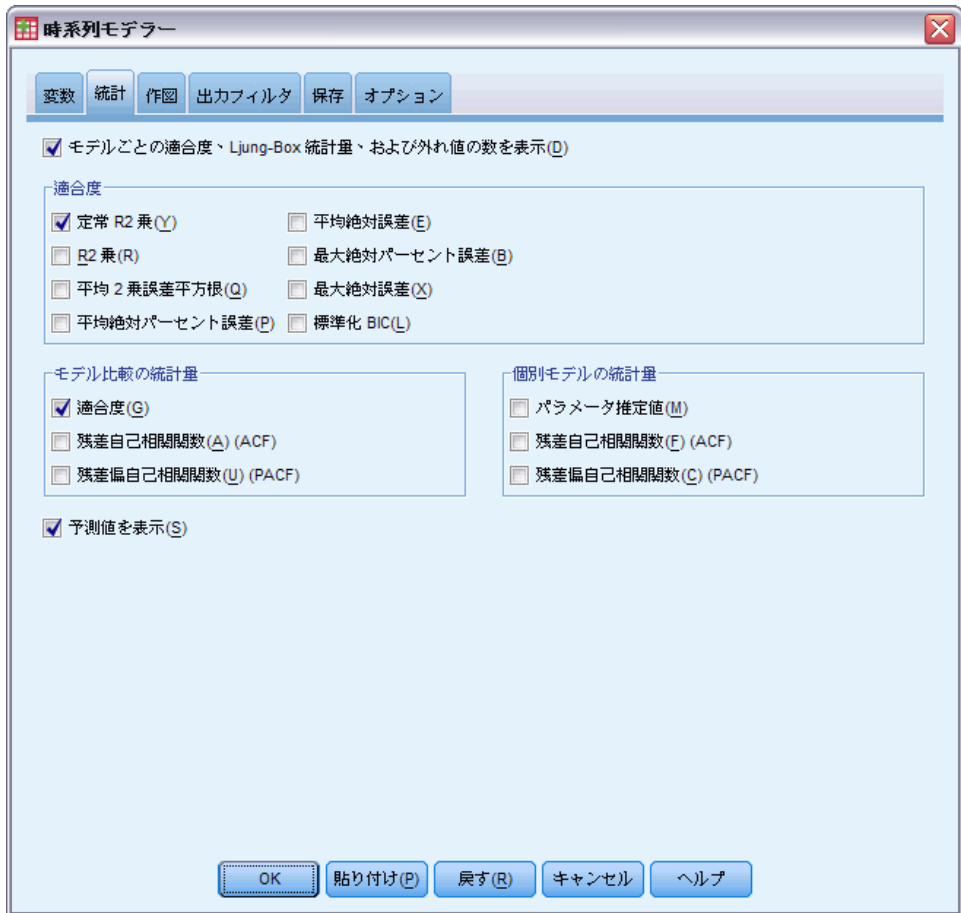 時系列モデラー
変数 統計 作図 出力フィルタ 保存 オプション
モデルごとの適合度、Ljung-Box 統計量、および外れ値の数を表示(D)
適合度
定常 R2 乗(Y) 平均絶対誤差(E)
R2 乗(R) 最大絶対パーセント誤差(B)
平均 2 乗誤差平方根(Q) 最大絶対誤差(X)
平均絶対パーセント誤差(P) 標準化 BIC(L)
モデル比較の統計量 個別モデルの統計量
適合度(G) パラメータ推定値(M)
残差自己相関関数(A) (ACF) 残差自己相関関数(F) (ACF)
残差偏自己相関関数(U) (PACF) 残差偏自己相関関数(C) (PACF)
予測値を表示(S)
OK 貼り付け(P) 戻す(R) キャンセル ヘルプ